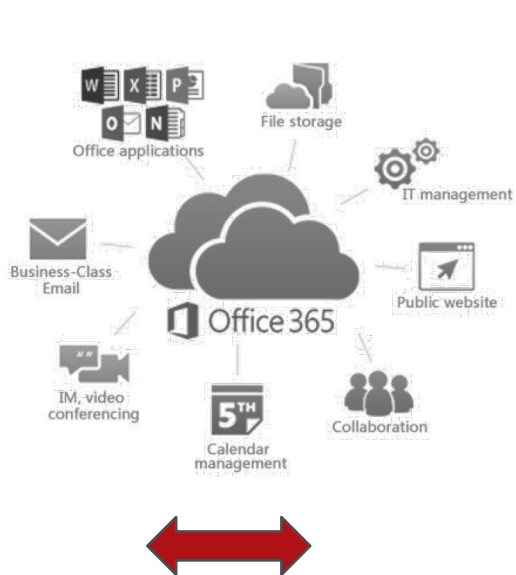 W X P
O N
Office applications
File storage
IT management
Business-Class
Email
Public website
Office 365
IM, video
conferencing
5TH
Calendar
management
Collaboration